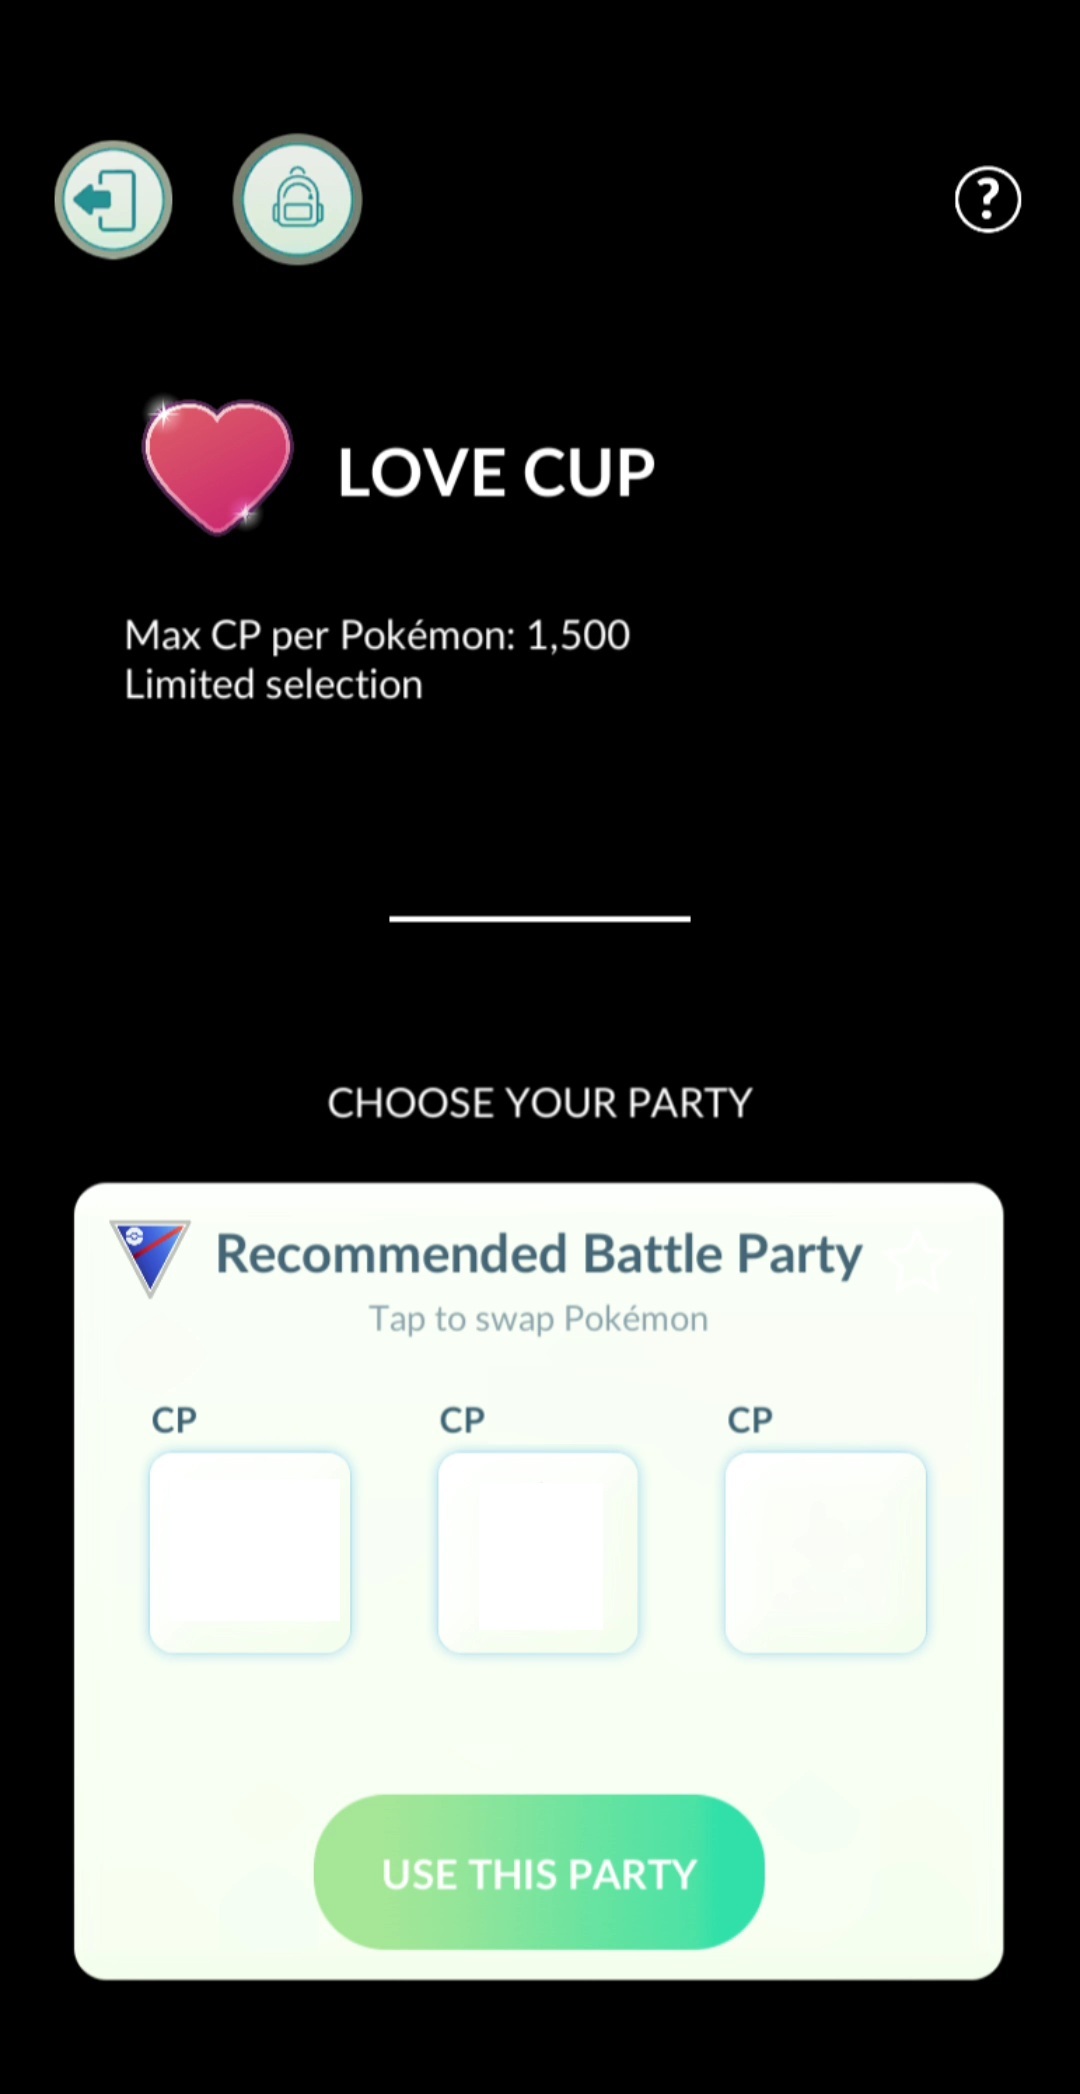 ?
LOVE CUP
Max CP per Pokémon: 1,500
Limited selection
CHOOSE YOUR PARTY
Recommended Battle Party
Tap to swap Pokémon
CP CP CP
USE THIS PARTY